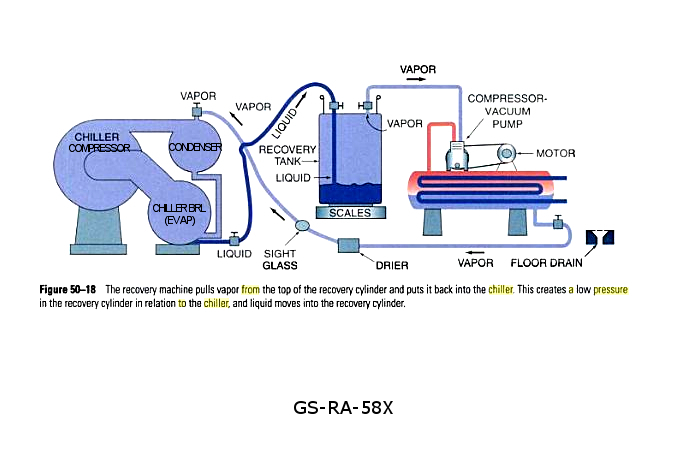 VAPOR
VAPOR
VAPOR
LIQUID
COMPRESSOR-
VACUUM
PUMP
CHILLER
COMPRESSOR
CONDENSER
VAPOR
RECOVERY
TANK
LIQUID
MOTOR
CHILLER BRL
(EVAP)
SCALES
LIQUID
SIGHT
GLASS
DRIER
VAPOR
FLOOR DRAIN
Figure 50–18 The recovery machine pulls vapor from the top of the recovery cylinder and puts it back into the chiller. This creates a low pressure
in the recovery cylinder in relation to the chiller, and liquid moves into the recovery cylinder.
GS-RA-58X